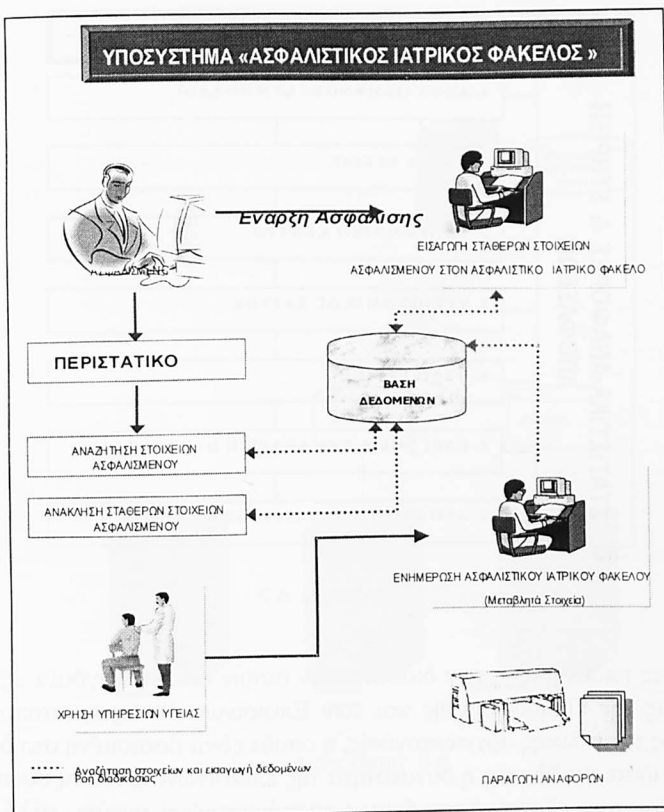 ΥΠΟΣΥΣΤΗΜΑ «ΑΣΦΑΛΙΣΤΙΚΟΣ ΙΑΤΡΙΚΟΣ ΦΑΚΕΛΟΣ »
Έναρξη Ασφάλισης
ΕΙΣΑΓΩΓΗ ΣΤΑΘΕΡΩΝ ΣΤΟΙΧΕΙΩΝ
ΑΣΦΑΛΙΣΜΕΝΟΥ ΣΤΟΝ ΑΣΦΑΛΙΣΤΙΚΟ ΙΑΤΡΙΚΟ ΦΑΚΕΛΟ
ΠΕΡΙΣΤΑΤΙΚΟ
ΒΑΣΗ
ΔΕΔΟΜΕΝΩΝ
ΑΝΑΖΗΤΗΣΗ ΣΤΟΙΧΕΙΩΝ
ΑΣΦΑΛΙΣΜΕΝΟΥ
ΑΝΑΚΛΗΣΗ ΣΤΑΘΕΡΩΝ ΣΤΟΙΧΕΙΩΝ
ΑΣΦΑΛΙΣΜΕΝΟΥ
ΕΝΗΜΕΡΩΣΗ ΑΣΦΑΛΙΣΤΙΚΟΥ ΙΑΤΡΙΚΟΥ ΦΑΚΕΛΟΥ
(Μεταβλητά Στοιχεία)
ΧΡΗΣΗ ΥΠΗΡΕΣΙΩΝ ΥΓΕΙΑΣ
Αναζήτηση στοιχείων και εισαγωγή δεδομένων
Ροή διαδικασίας
ΠΑΡΑΓΩΓΗ ΑΝΑΦΟΡΩΝ